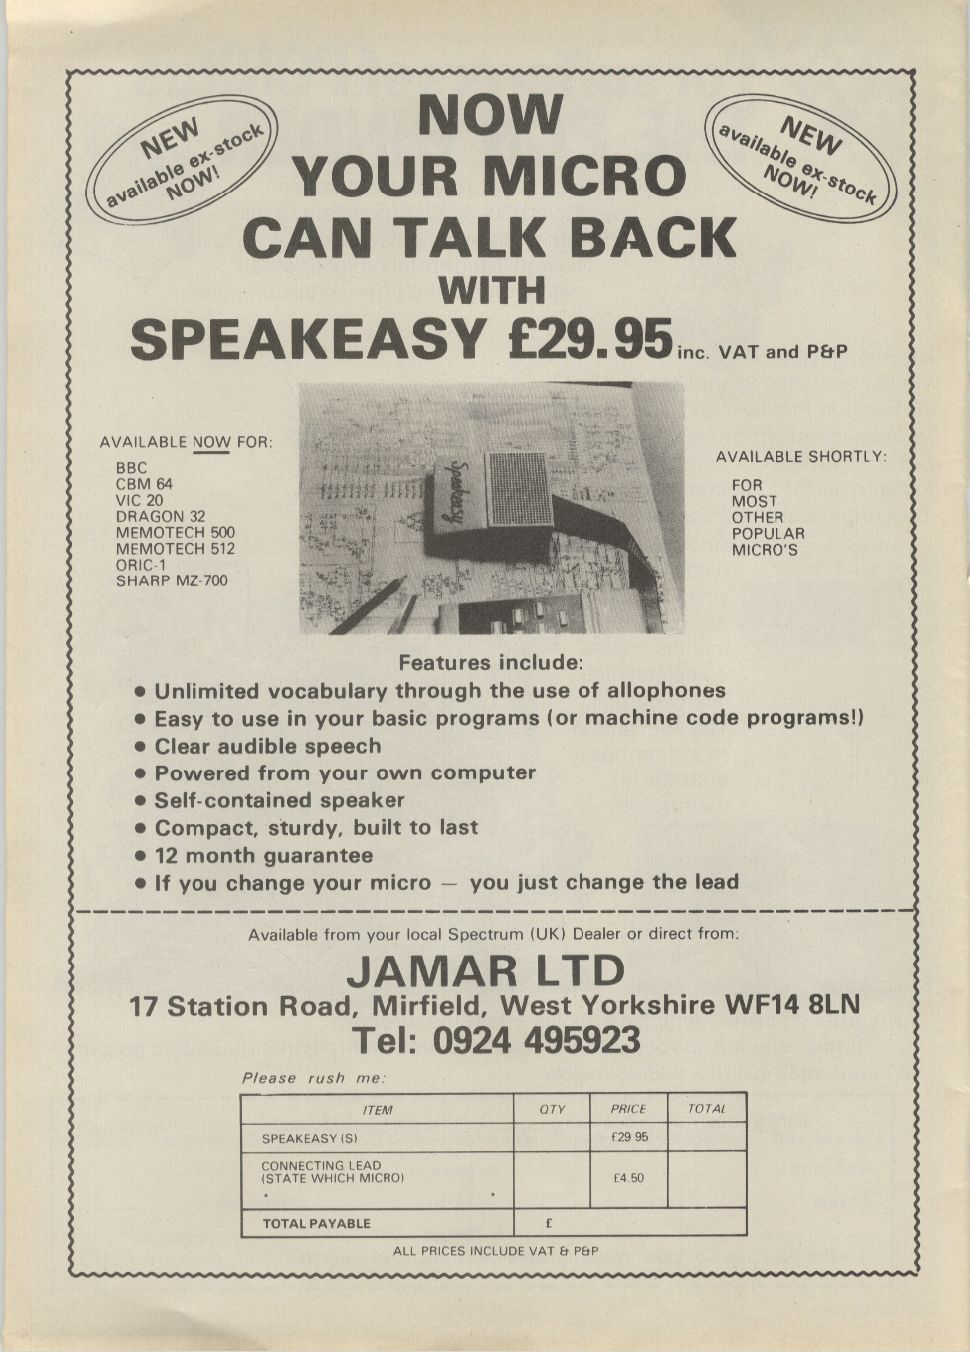 NEW
available ex-stock
NOW!
NEW
available ex-stock
NOW!
NOW
YOUR MICRO
CAN TALK BACK
WITH
SPEAKEASY £29.95 inc. VAT and P&P
AVAILABLE NOW FOR:
BBC
CBM 64
VIC 20
DRAGON 32
MEMOTECH 500
MEMOTECH 512
ORIC-1
SHARP MZ-700
Speakeasy
AVAILABLE SHORTLY:
FOR
MOST
OTHER
POPULAR
MICRO'S
Features include:
• Unlimited vocabulary through the use of allophones
• Easy to use in your basic programs (or machine code programs!)
• Clear audible speech
• Powered from your own computer
• Self-contained speaker
• Compact, sturdy, built to last
• 12 month guarantee
• If you change your micro — you just change the lead
Available from your local Spectrum (UK) Dealer or direct from:
JAMAR LTD
17 Station Road, Mirfield, West Yorkshire WF14 8LN
Tel: 0924 495923
Please rush me:
ITEM QTY PRICE TOTAL
SPEAKEASY (S) £29 95
CONNECTING LEAD
(STATE WHICH MICRO) £4.50
TOTAL PAYABLE £
ALL PRICES INCLUDE VAT & P&P